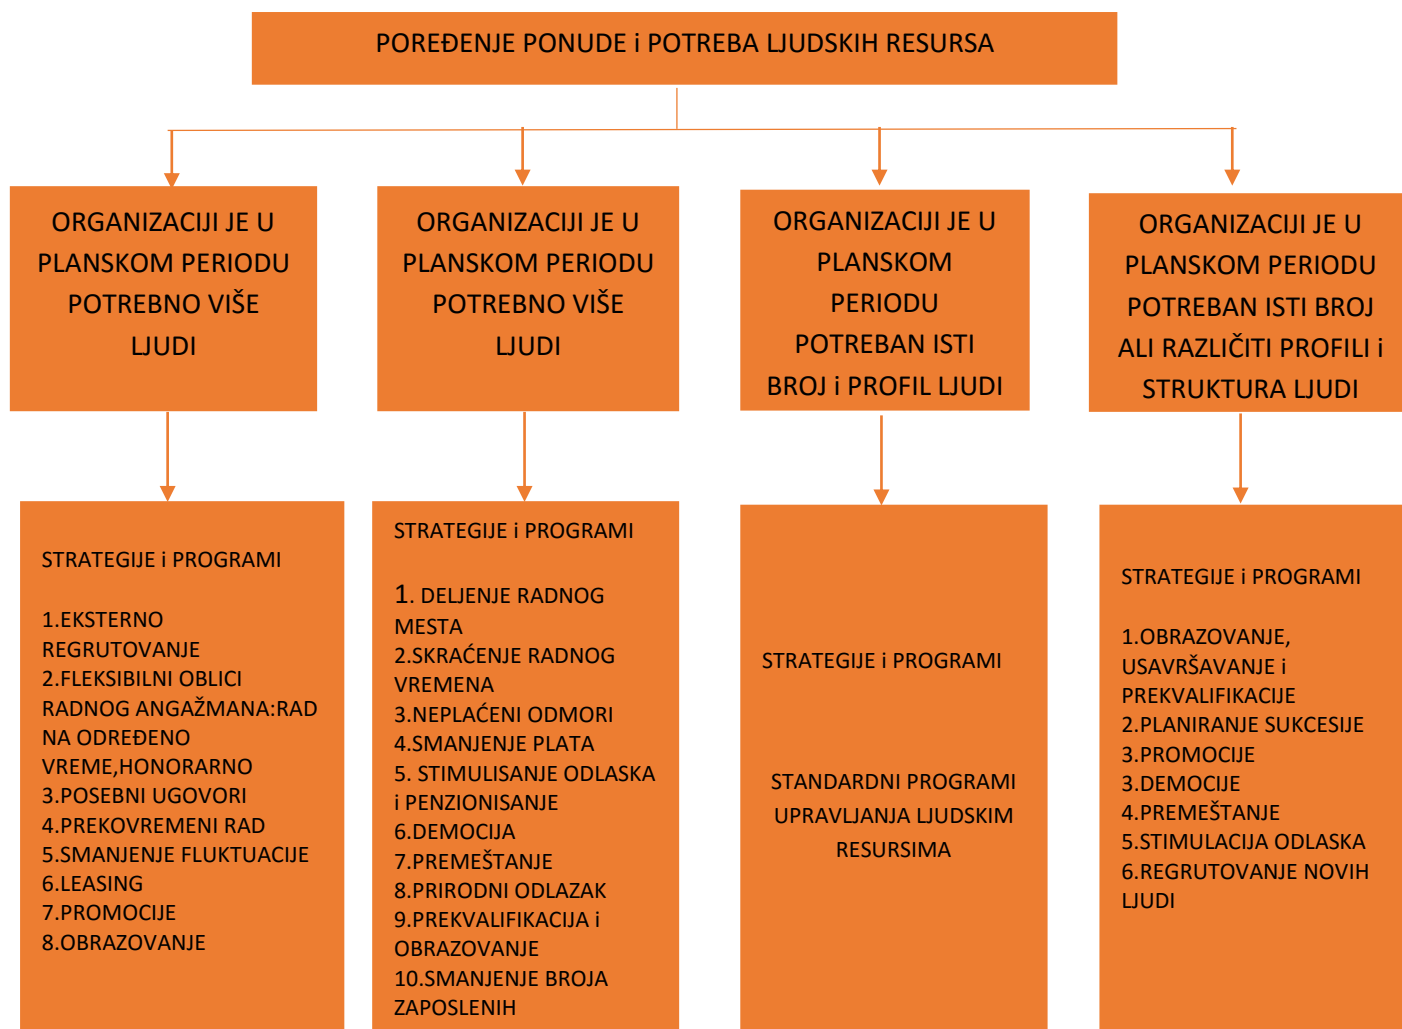 POREĐENJE PONUDE i POTREBA LJUDSKIH RESURSA
ORGANIZACIJI JE U
PLANSKOM PERIODU
POTREBNO VIŠE
LJUDI
ORGANIZACIJI JE U
PLANSKOM PERIODU
POTREBNO VIŠE
LJUDI
ORGANIZACIJI JE U
PLANSKOM
PERIODU
POTREBAN ISTI
BROJ i PROFIL LJUDI
ORGANIZACIJI JE U
PLANSKOM PERIODU
POTREBAN ISTI BROJ
ALI RAZLIČITI PROFILI i
STRUKTURA LJUDI
STRATEGIJE i PROGRAMI
1.EKSTERNO
REGRUTOVANJE
2.FLEKSIBILNI OBLICI
RADNOG ANGAŽMANA:RAD
NA ODREĐENO
VREME,HONORARNO
3.POSEBNI UGOVORI
4.PREKOVREMENI RAD
5.SMANJENJE FLUKTUACIJE
6.LEASING
7.PROMOCIJE
8.OBRAZOVANJE
STRATEGIJE i PROGRAMI
1. DELJENJE RADNOG
MESTA
2.SKRAĆENJE RADNOG
VREMENA
3.NEPLAĆENI ODMORI
4.SMANJENJE PLATA
5. STIMULISANJE ODLASKA
i PENZIONISANJE
6.DEMOCIJA
7.PREMEŠTANJE
8.PRIRODNI ODLAZAK
9.PREKVALIFIKACIJA i
OBRAZOVANJE
10.SMANJENJE BROJA
ZAPOSLENIH
STRATEGIJE i PROGRAMI
STANDARDNI PROGRAMI
UPRAVLJANJA LJUDSKIM
RESURSIMA
STRATEGIJE i PROGRAMI
1.OBRAZOVANJE,
USAVRŠAVANJE i
PREKVALIFIKACIJE
2.PLANIRANJE SUKCESIJE
3.PROMOCIJE
3.DEMOCIJE
4.PREMEŠTANJE
5.STIMULACIJA ODLASKA
6.REGRUTOVANJE NOVIH
LJUDI